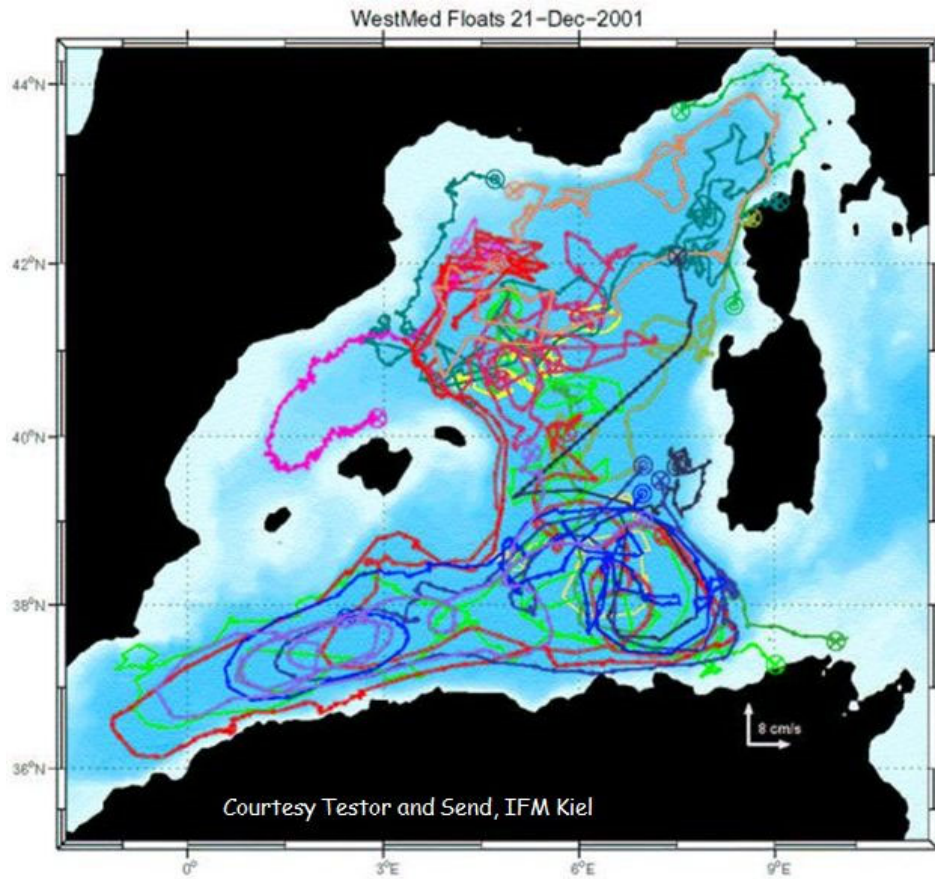 WestMed Floats 21-Dec-2001
44°N
42°N
40°N
38°N
36°N
8 cm/s
Courtesy Testor and Send, IFM Kiel
0° 3°E 6°E 9°E